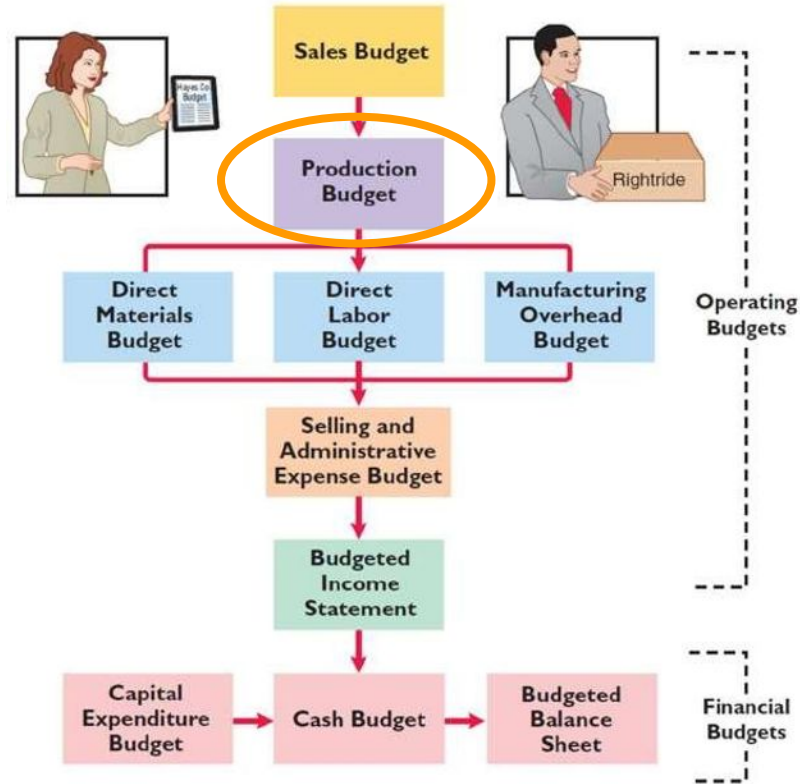 Sales Budget
Hayes Co.
Budget
Production
Budget
Rightride
Direct
Materials
Budget
Direct
Labor
Budget
Manufacturing
Overhead
Budget
Operating
Budgets
Selling and
Administrative
Expense Budget
Budgeted
Income
Statement
Capital
Expenditure
Budget
Cash Budget
Budgeted
Balance
Sheet
Financial
Budgets